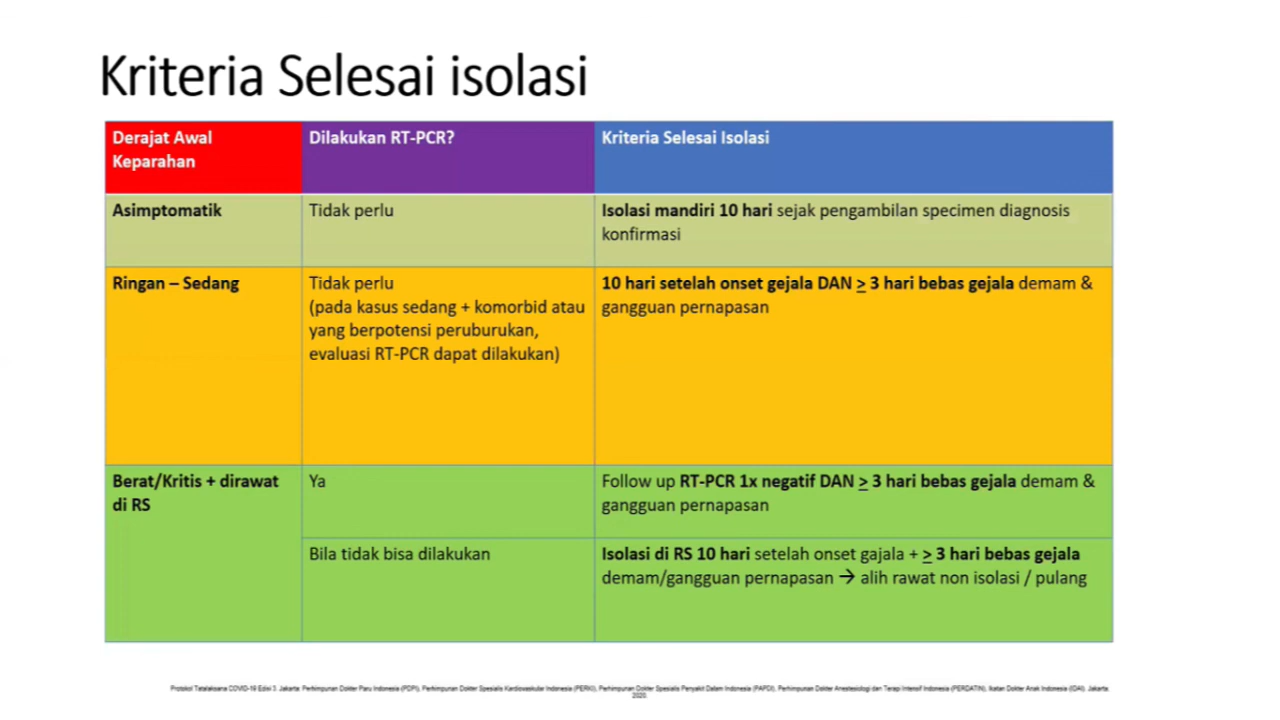 Kriteria Selesai isolasi
Derajat Awal
Keparahan
Dilakukan RT-PCR?
Kriteria Selesai Isolasi
Asimptomatik
Tidak perlu
Isolasi mandiri 10 hari sejak pengambilan specimen diagnosis
konfirmasi
Ringan – Sedang
Tidak perlu
(pada kasus sedang + komorbid atau
yang berpotensi peruburukan,
evaluasi RT-PCR dapat dilakukan)
10 hari setelah onset gejala DAN ≥ 3 hari bebas gejala demam &
gangguan pernapasan
Berat/Kritis + dirawat
di RS
Ya
Follow up RT-PCR 1x negatif DAN ≥ 3 hari bebas gejala demam &
gangguan pernapasan
Bila tidak bisa dilakukan
Isolasi di RS 10 hari setelah onset gajala + ≥ 3 hari bebas gejala
demam/gangguan pernapasan → alih rawat non isolasi / pulang
Protokol Tatalaksana COVID-19 Edisi 3. Jakarta: Perhimpunan Dokter Paru Indonesia (PDPI), Perhimpunan Dokter Spesialis Kardiovaskular Indonesia (PERKI), Perhimpunan Dokter Spesialis Penyakit Dalam Indonesia (PAPDI), Perhimpunan Dokter Anestesiologi dan Terapi Intensif Indonesia (PERDATIN), Ikatan Dokter Anak Indonesia (IDAI). Jakarta.
2020.